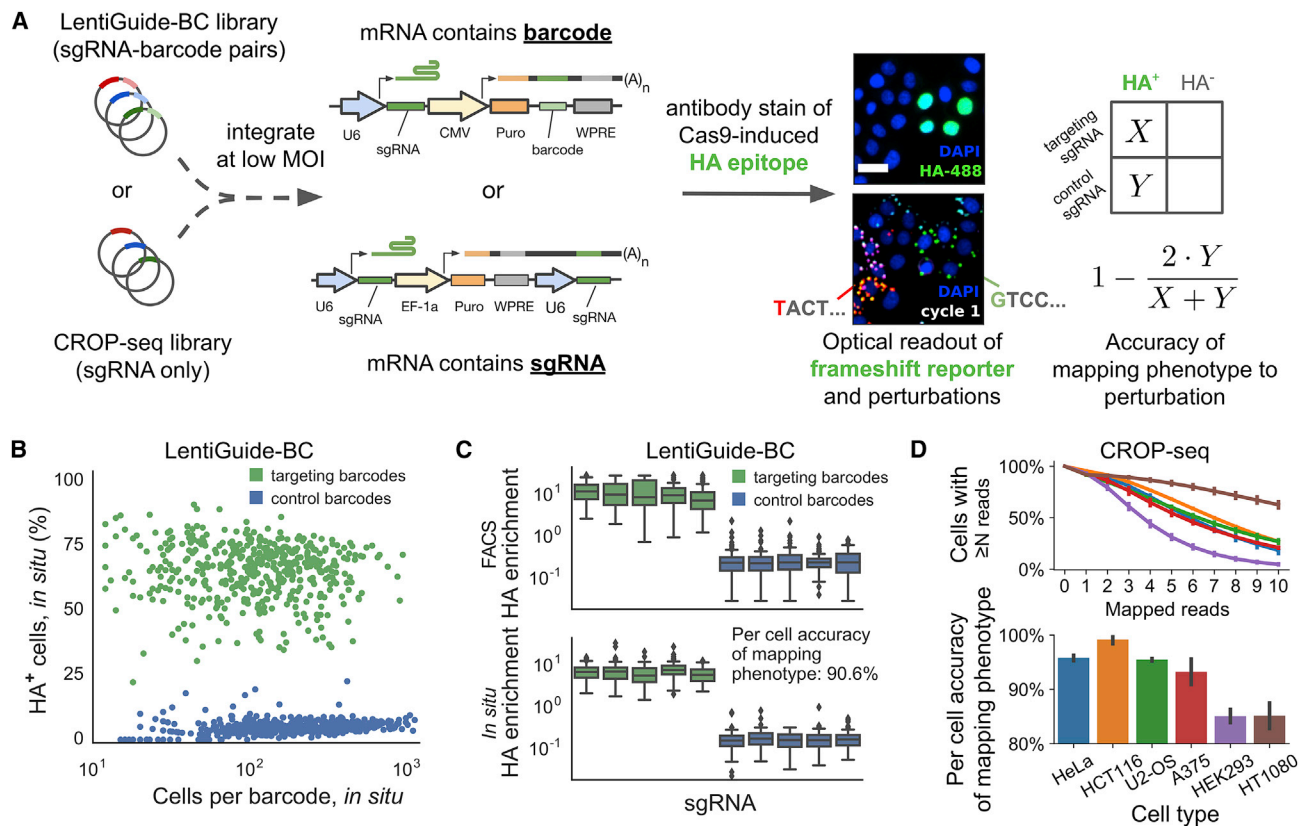 A
LentiGuide-BC library
(sgRNA-barcode pairs)
or
CROP-seq library
(sgRNA only)
integrate
at low MOI
mRNA contains barcode
(A)n
U6
sgRNA
CMV
Puro
barcode
WPRE
or
(A)n
U6
sgRNA
EF-1a
Puro
WPRE
U6
sgRNA
mRNA contains sgRNA
antibody stain of
Cas9-induced
HA epitope
DAPI
HA-488
DAPI
cycle 1
TACT...
GTCC...
Optical readout of
frameshift reporter
and perturbations
HA+ HA-
targeting
sgRNA
X
control
sgRNA
Y
1 - 2 · Y
X + Y
Accuracy of
mapping phenotype to
perturbation
B
LentiGuide-BC
targeting barcodes
control barcodes
HA+ cells, in situ (%)
100
75
50
25
0
10^1 10^2 10^3
Cells per barcode, in situ
C
LentiGuide-BC
targeting barcodes
control barcodes
FACS
HA enrichment
10^1
10^0
10^-1
In situ
HA enrichment
10^1
10^0
10^-1
Per cell accuracy
of mapping
phenotype: 90.6%
sgRNA
D
CROP-seq
Cells with
≥N reads
100%
50%
0%
0 1 2 3 4 5 6 7 8 9 10
Mapped reads
Per cell accuracy
of mapping phenotype
100%
90%
80%
HeLa
HCT116
U2-OS
A375
HEK293
HT1080
Cell type